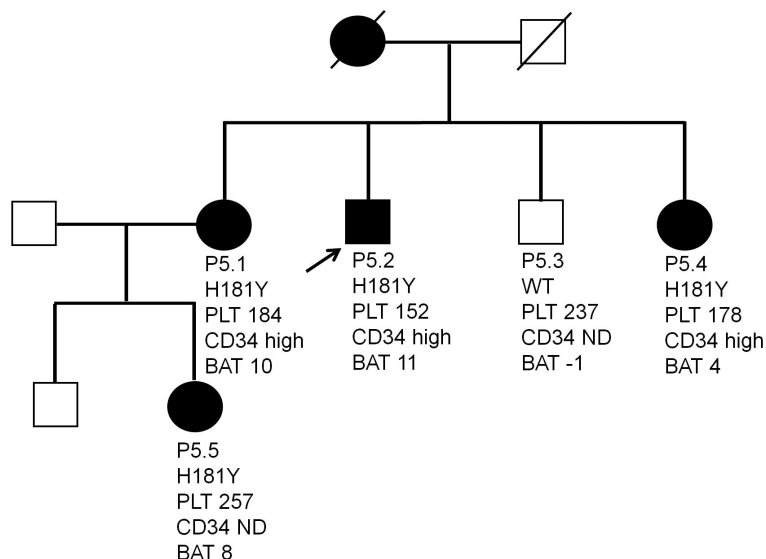 P5.1
H181Y
PLT 184
CD34 high
BAT 10
P5.2
H181Y
PLT 152
CD34 high
BAT 11
P5.3
WT
PLT 237
CD34 ND
BAT -1
P5.4
H181Y
PLT 178
CD34 high
BAT 4
P5.5
H181Y
PLT 257
CD34 ND
BAT 8